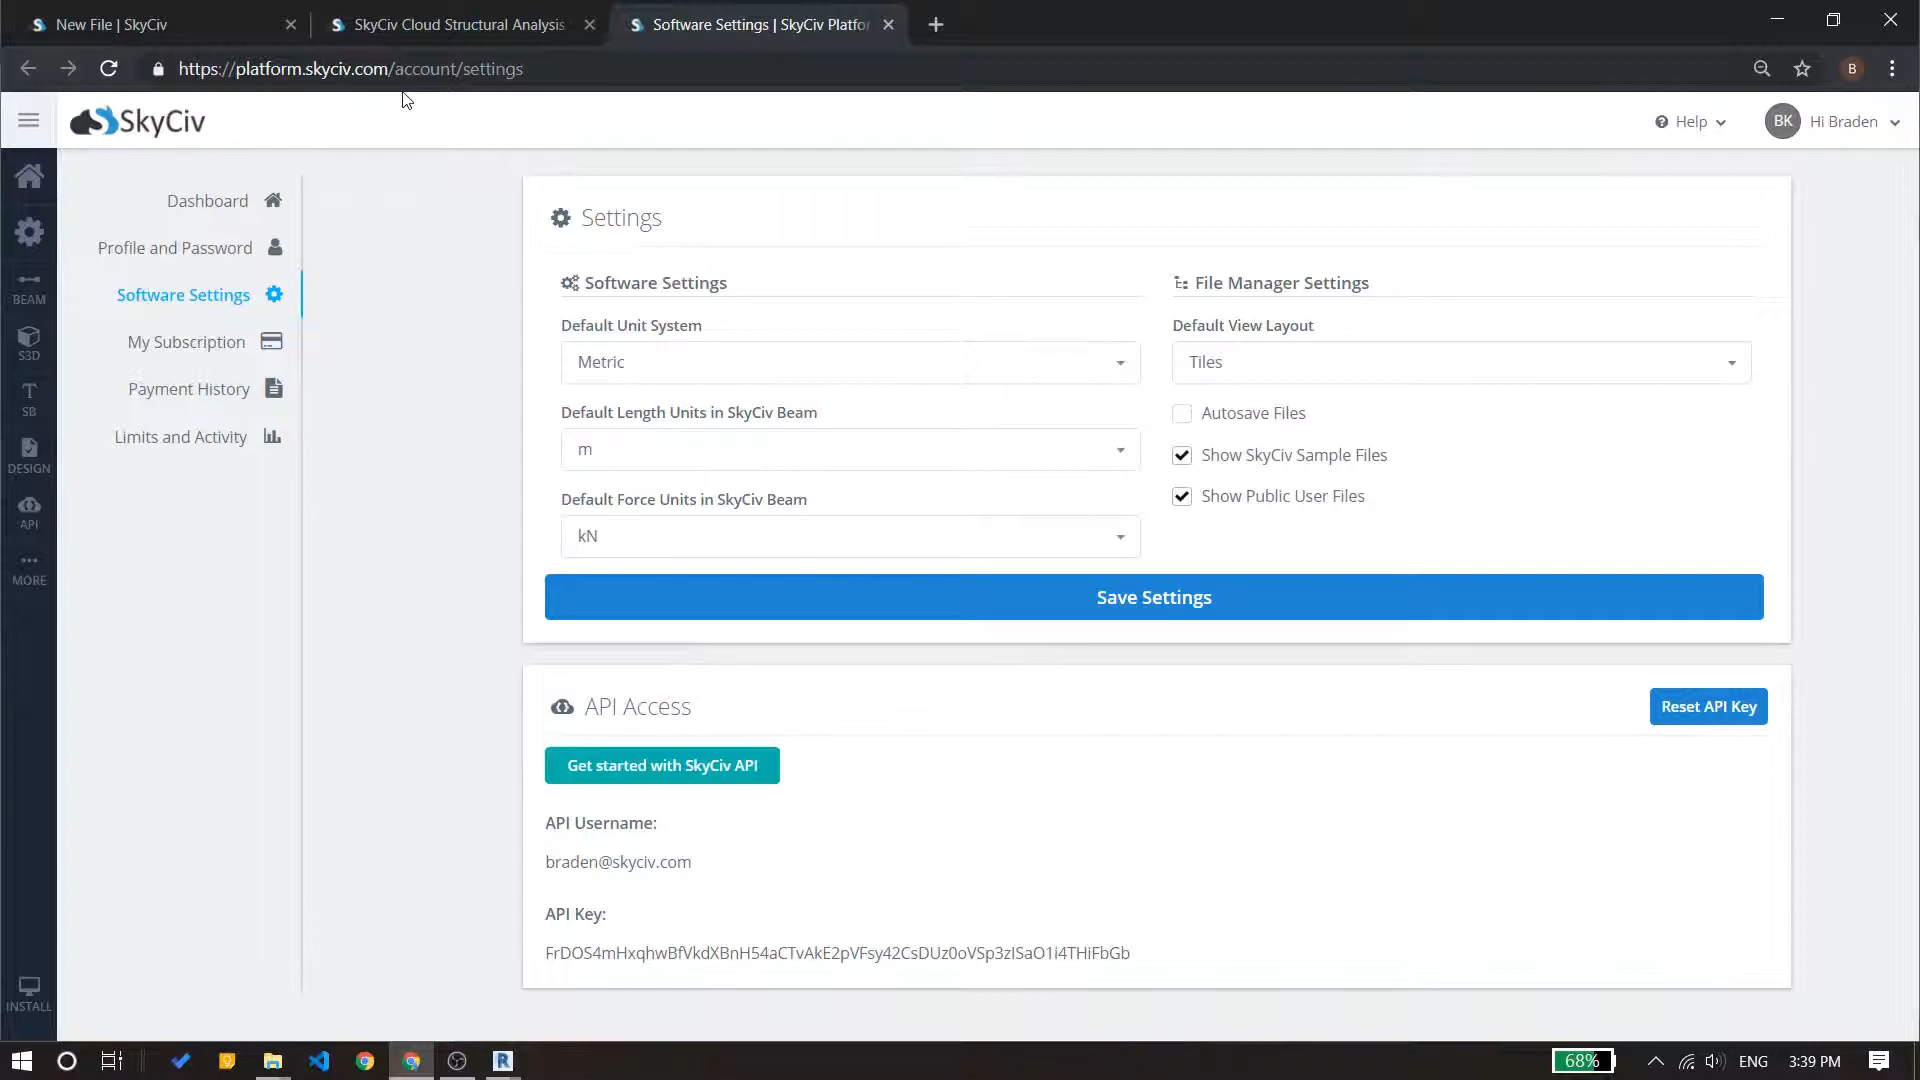 New File | SkyCiv
SkyCiv Cloud Structural Analysis
Software Settings | SkyCiv Platfo
https://platform.skyciv.com/account/settings
B
SkyCiv
Help
BK
Hi Braden
Dashboard
Profile and Password
Software Settings
My Subscription
Payment History
Limits and Activity
BEAM
S3D
SB
DESIGN
API
MORE
INSTALL
Settings
Software Settings
Default Unit System
Metric
Default Length Units in SkyCiv Beam
m
Default Force Units in SkyCiv Beam
kN
File Manager Settings
Default View Layout
Tiles
Autosave Files
Show SkyCiv Sample Files
Show Public User Files
Save Settings
API Access
Reset API Key
Get started with SkyCiv API
API Username:
braden@skyciv.com
API Key:
FrDOS4mHxqhwBfVkdXBnH54aCTvAkE2pVFsy42CsDUz0oVSp3zISaO1i4THiFbGb
68%
ENG
3:39 PM